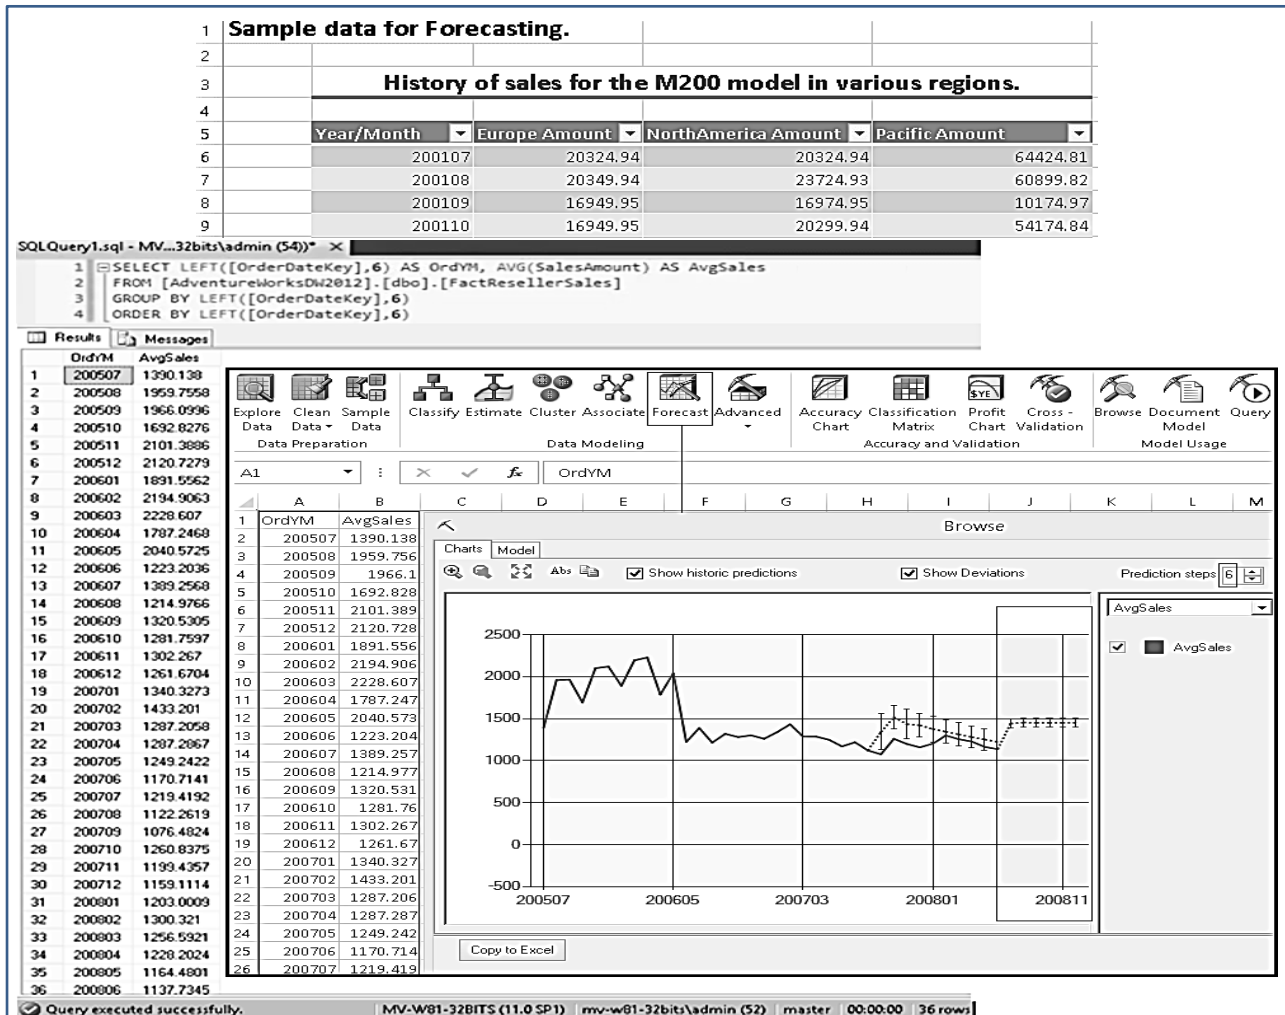 1 Sample data for Forecasting.
2
3 History of sales for the M200 model in various regions.
4
5 Year/Month Europe Amount NorthAmerica Amount Pacific Amount
6 200107 20324.94 20324.94 64424.81
7 200108 20349.94 23724.93 60899.82
8 200109 16949.95 16974.95 10174.97
9 200110 16949.95 20299.94 54174.84
SQLQuery1.sql - MV...32bits\admin (54))* ×
1 SELECT LEFT([OrderDateKey],6) AS OrdYM, AVG(SalesAmount) AS AvgSales
2 FROM [AdventureWorksDW2012].[dbo].[FactResellerSales]
3 GROUP BY LEFT([OrderDateKey],6)
4 ORDER BY LEFT([OrderDateKey],6)
Results Messages
OrdYM AvgSales
1 200507 1390.138
2 200508 1959.7558
3 200509 1966.0996
4 200510 1692.8276
5 200511 2101.3886
6 200512 2120.7279
7 200601 1891.5562
8 200602 2194.9063
9 200603 2228.607
10 200604 1787.2468
11 200605 2040.5725
12 200606 1223.2036
13 200607 1389.2568
14 200608 1214.9766
15 200609 1320.5305
16 200610 1281.7597
17 200611 1302.267
18 200612 1261.6704
19 200701 1340.3273
20 200702 1433.201
21 200703 1287.2058
22 200704 1287.2867
23 200705 1249.2422
24 200706 1170.7141
25 200707 1219.4192
26 200708 1122.2619
27 200709 1076.4824
28 200710 1260.8375
29 200711 1199.4357
30 200712 1159.1114
31 200801 1203.0009
32 200802 1300.321
33 200803 1256.5921
34 200804 1228.2024
35 200805 1164.4801
36 200806 1137.7345
Explore Data Clean Data Sample Data Classify Estimate Cluster Associate Forecast Advanced Accuracy Chart Classification Matrix Profit Chart Cross - Validation Browse Document Model Query
Data Preparation Data Modeling Accuracy and Validation Model Usage
A1 fx OrdYM
A B C D E F G H I J K L M
1 OrdYM AvgSales
2 200507 1390.138
3 200508 1959.756
4 200509 1966.1
5 200510 1692.828
6 200511 2101.389
7 200512 2120.728
8 200601 1891.556
9 200602 2194.906
10 200603 2228.607
11 200604 1787.247
12 200605 2040.573
13 200606 1223.204
14 200607 1389.257
15 200608 1214.977
16 200609 1320.531
17 200610 1281.76
18 200611 1302.267
19 200612 1261.67
20 200701 1340.327
21 200702 1433.201
22 200703 1287.206
23 200704 1287.287
24 200705 1249.242
25 200706 1170.714
26 200707 1219.419
Browse
Charts Model
Abs Show historic predictions Show Deviations Prediction steps 6
AvgSales
AvgSales
2500
2000
1500
1000
500
0
-500
200507 200605 200703 200801 200811
Copy to Excel
Query executed successfully. MV-W81-32BITS (11.0 SP1) mv-w81-32bits\admin (52) master 00:00:00 36 rows